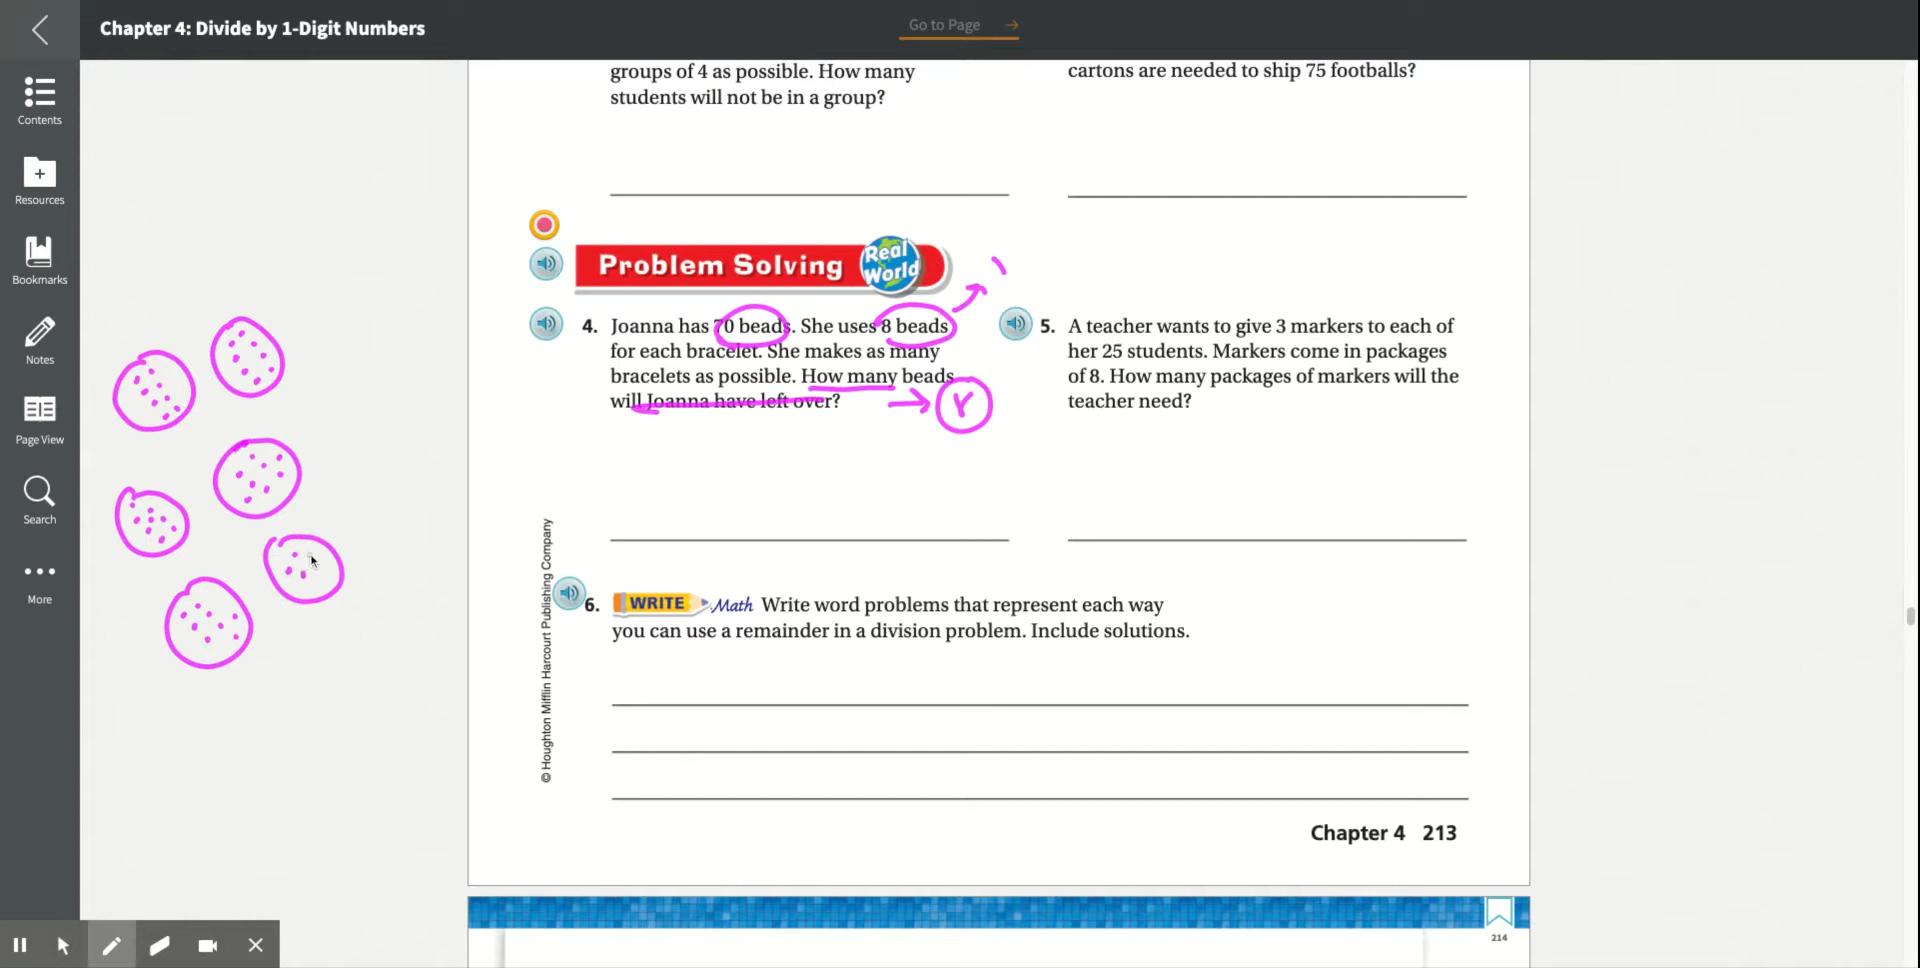 Chapter 4: Divide by 1-Digit Numbers
Go to Page →
Contents
Resources
Bookmarks
Notes
Page View
Search
More
groups of 4 as possible. How many
students will not be in a group?
cartons are needed to ship 75 footballs?
Problem Solving Real World
4. Joanna has 70 beads. She uses 8 beads
for each bracelet. She makes as many
bracelets as possible. How many beads
will Joanna have left over?
r
5. A teacher wants to give 3 markers to each of
her 25 students. Markers come in packages
of 8. How many packages of markers will the
teacher need?
© Houghton Mifflin Harcourt Publishing Company
6. WRITE Math Write word problems that represent each way
you can use a remainder in a division problem. Include solutions.
Chapter 4 213
214